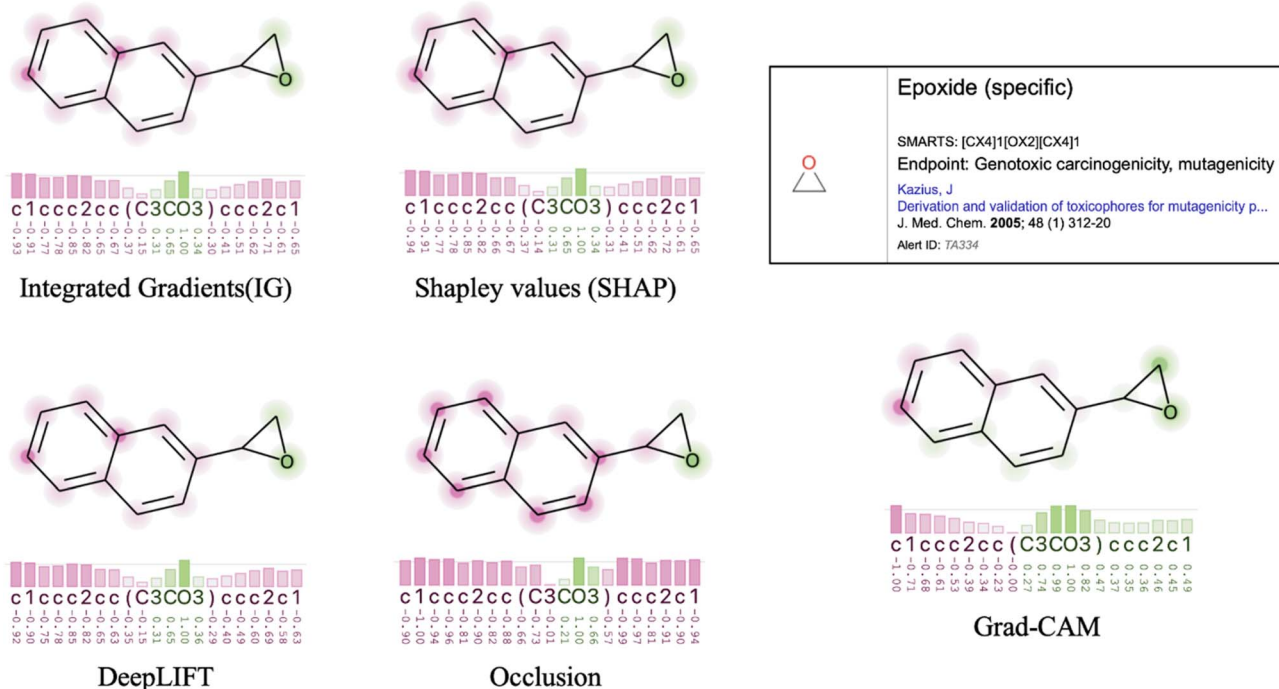 O
c1ccc2cc(C3CO3)ccc2c1
-0.93 -0.91 -0.77 -0.78 -0.85 -0.82 -0.65 -0.67 -0.37 -0.15 0.31 0.65 1.00 0.34 -0.30 -0.41 -0.52 -0.60 -0.71 -0.61 -0.65
Integrated Gradients(IG)
O
c1ccc2cc(C3CO3)ccc2c1
-0.94 -0.91 -0.77 -0.78 -0.85 -0.82 -0.66 -0.67 -0.37 -0.14 0.31 0.65 1.00 0.34 -0.31 -0.41 -0.51 -0.62 -0.72 -0.61 -0.65
Shapley values (SHAP)
O
Epoxide (specific)
SMARTS: [CX4]1[OX2][CX4]1
Endpoint: Genotoxic carcinogenicity, mutagenicity
Kazius, J
Derivation and validation of toxicophores for mutagenicity p...
J. Med. Chem. 2005; 48 (1) 312-20
Alert ID: TA334
O
c1ccc2cc(C3CO3)ccc2c1
-0.92 -0.90 -0.75 -0.78 -0.85 -0.82 -0.65 -0.63 -0.35 -0.15 0.31 0.65 1.00 0.36 -0.29 -0.40 -0.49 -0.60 -0.69 -0.58 -0.63
DeepLIFT
O
c1ccc2cc(C3CO3)ccc2c1
-0.90 -1.00 -0.94 -0.96 -0.81 -0.90 -0.82 -0.88 -0.66 -0.73 -0.01 0.21 1.00 0.66 -0.57 -0.99 -0.97 -0.81 -0.91 -0.90 -0.94
Occlusion
O
c1ccc2cc(C3CO3)ccc2c1
-1.00 -0.71 -0.68 -0.61 -0.53 -0.39 -0.34 -0.23 -0.00 0.27 0.74 0.99 1.00 0.82 0.47 0.37 0.35 0.36 0.46 0.45 0.49
Grad-CAM